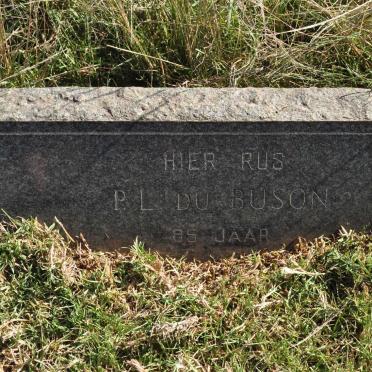 HIER RUS
P. L. DU BUSON
85 JAAR